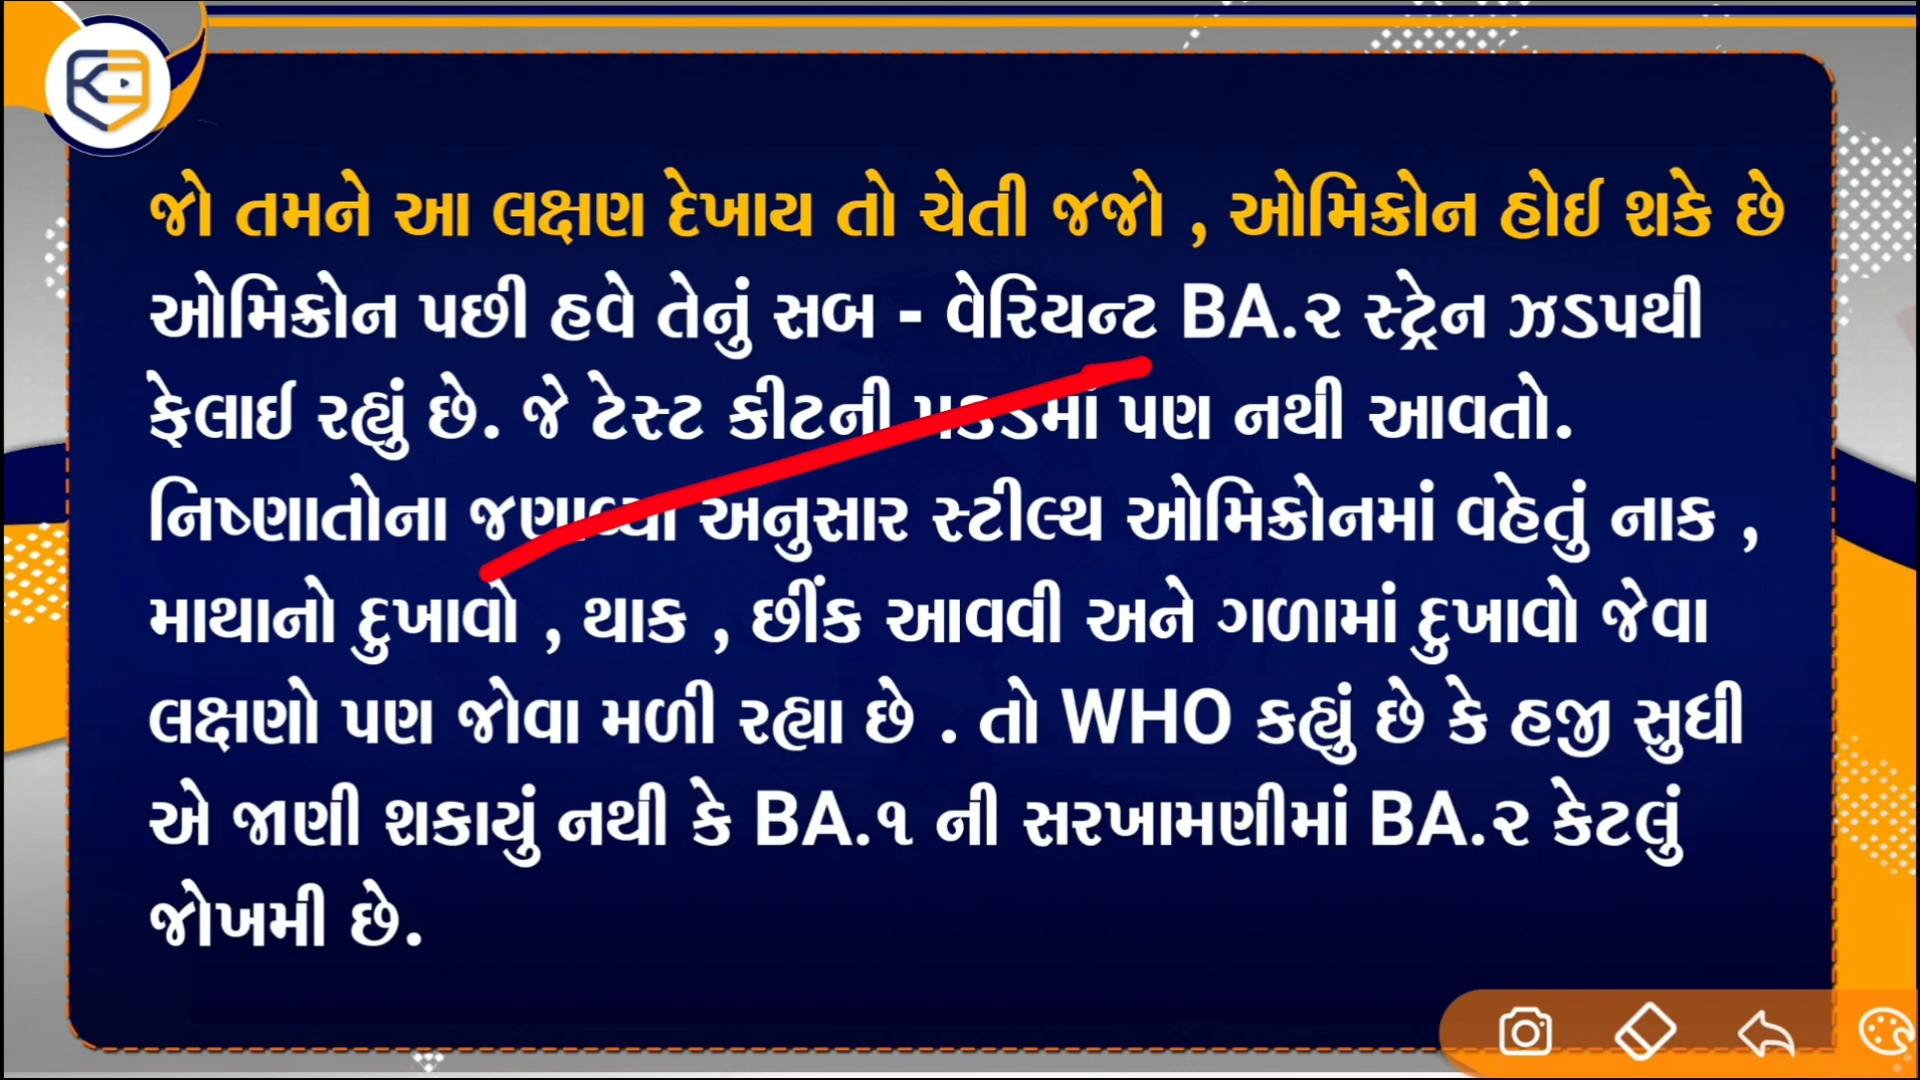 જો તમને આ લક્ષણ દેખાય તો ચેતી જજો , ઓમિક્રોન હોઈ શકે છે
ઓમિક્રોન પછી હવે તેનું સબ - વેરિયન્ટ BA.૨ સ્ટ્રેન ઝડપથી
ફેલાઈ રહ્યું છે. જે ટેસ્ટ કીટની પકડમાં પણ નથી આવતો.
નિષ્ણાતોના જણાવ્યા અનુસાર સ્ટીલ્થ ઓમિક્રોનમાં વહેતું નાક ,
માથાનો દુખાવો , થાક , છીંક આવવી અને ગળામાં દુખાવો જેવા
લક્ષણો પણ જોવા મળી રહ્યા છે . તો WHO કહ્યું છે કે હજી સુધી
એ જાણી શકાયું નથી કે BA.૧ ની સરખામણીમાં BA.૨ કેટલું
જોખમી છે.